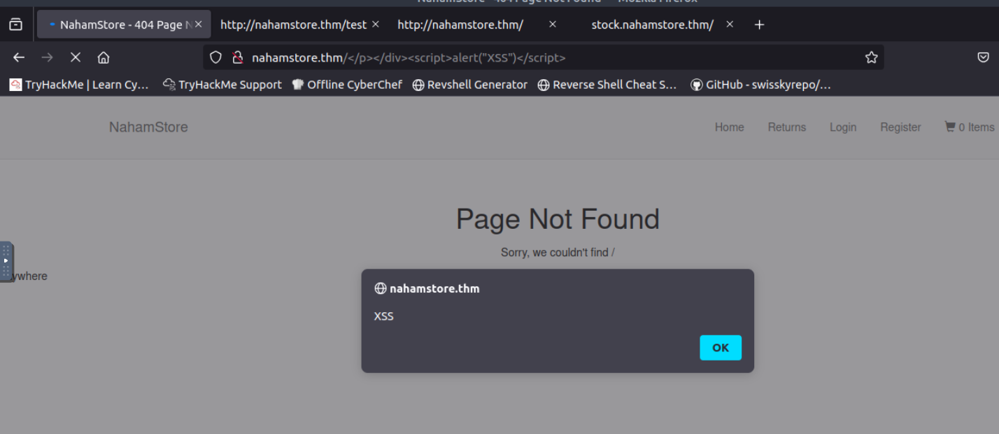 NahamStore - 404 Page Not Found — Mozilla Firefox
NahamStore - 404 Page N http://nahamstore.thm/test http://nahamstore.thm/ stock.nahamstore.thm/
nahamstore.thm/</p></div><script>alert("XSS")</script>
TryHackMe | Learn Cy... TryHackMe Support Offline CyberChef Revshell Generator Reverse Shell Cheat S... GitHub - swisskyrepo/...
NahamStore Home Returns Login Register 0 Items
Page Not Found
Sorry, we couldn't find /
ywhere
nahamstore.thm
XSS
OK